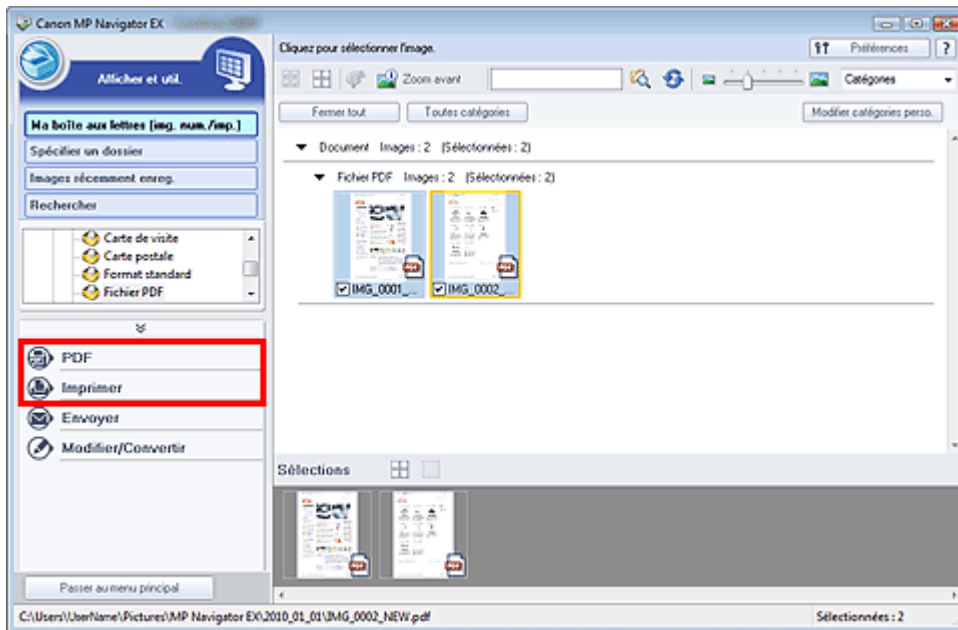 Canon MP Navigator EX
Cliquez pour sélectionner l'image.
Préférences
?
Afficher et util.
Zoom avant
Catégories
Fermer tout
Toutes catégories
Modifier catégories perso.
Ma boîte aux lettres (img. num./imp.)
Spécifier un dossier
Images récemment enreg.
Rechercher
Carte de visite
Carte postale
Format standard
Fichier PDF
Document Images : 2 (Sélectionnées : 2)
Fichier PDF Images : 2 (Sélectionnées : 2)
PDF
PDF
IMG_0001_...
IMG_0002_...
PDF
Imprimer
Envoyer
Modifier/Convertir
Sélections
PDF
PDF
Passer au menu principal
C:\Users\UserName\Pictures\MP Navigator EX\2010_01_01\IMG_0002_NEW.pdf
Sélectionnées : 2